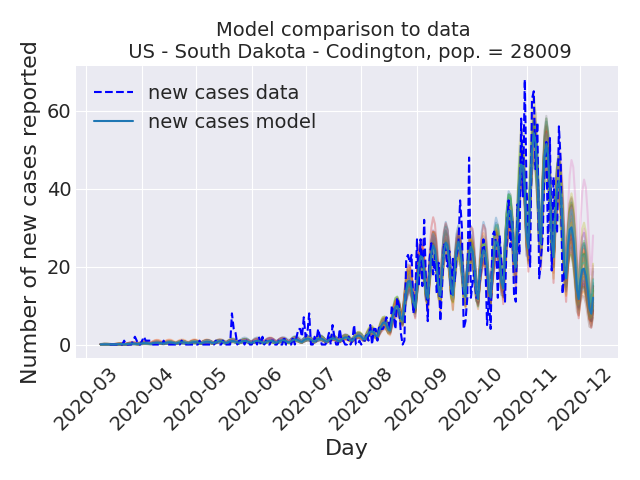 Model comparison to data
US - South Dakota - Codington, pop. = 28009
Number of new cases reported
60
40
20
0
new cases data
new cases model
2020-03
2020-04
2020-05
2020-06
2020-07
2020-08
2020-09
2020-10
2020-11
2020-12
Day